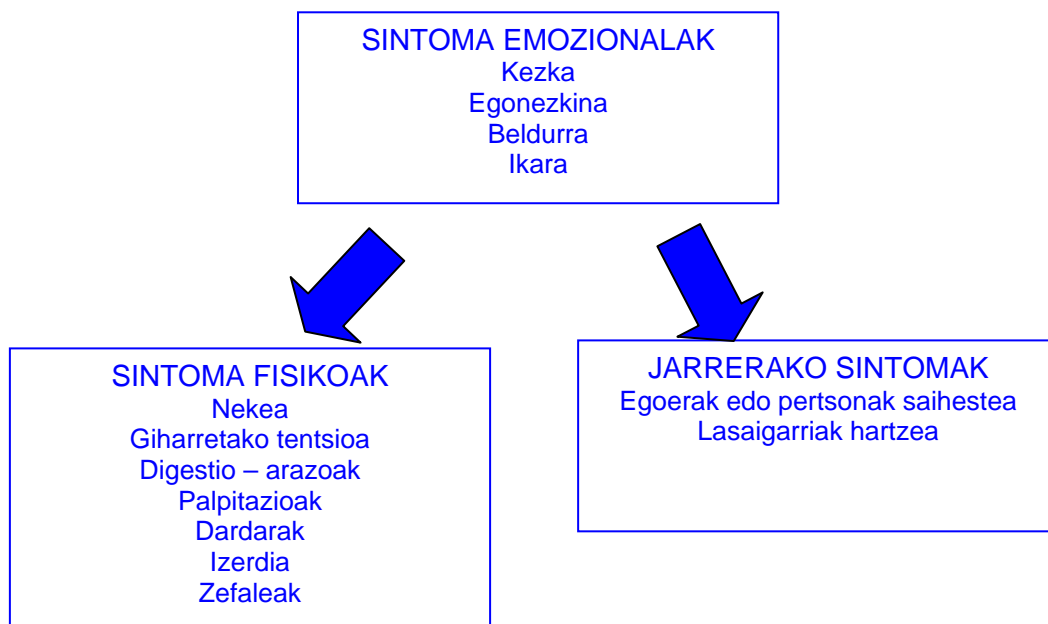 SINTOMA EMOZIONALAK
Kezka
Egonezkina
Beldurra
Ikara
SINTOMA FISIKOAK
Nekea
Giharretako tentsioa
Digestio – arazoak
Palpitazioak
Dardarak
Izerdia
Zefaleak
JARRERAKO SINTOMAK
Egoerak edo pertsonak saihestea
Lasaigarriak hartzea